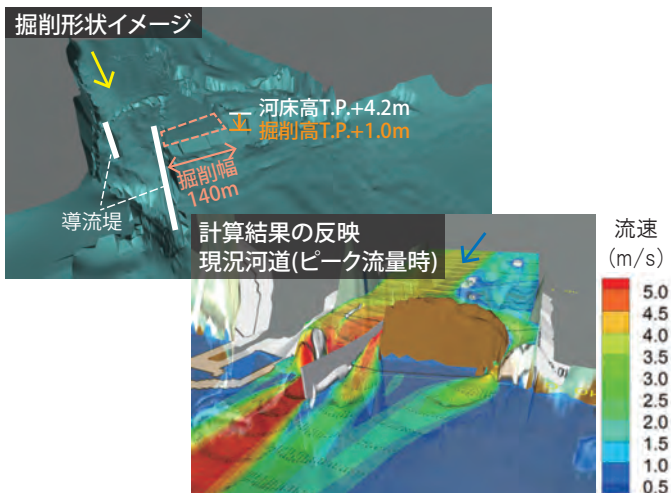 掘削形状イメージ
河床高T.P.+4.2m
掘削高T.P.+1.0m
掘削幅
140m
導流堤
計算結果の反映
現況河道(ピーク流量時)
流速
(m/s)
5.0
4.5
4.0
3.5
3.0
2.5
2.0
1.5
1.0
0.5